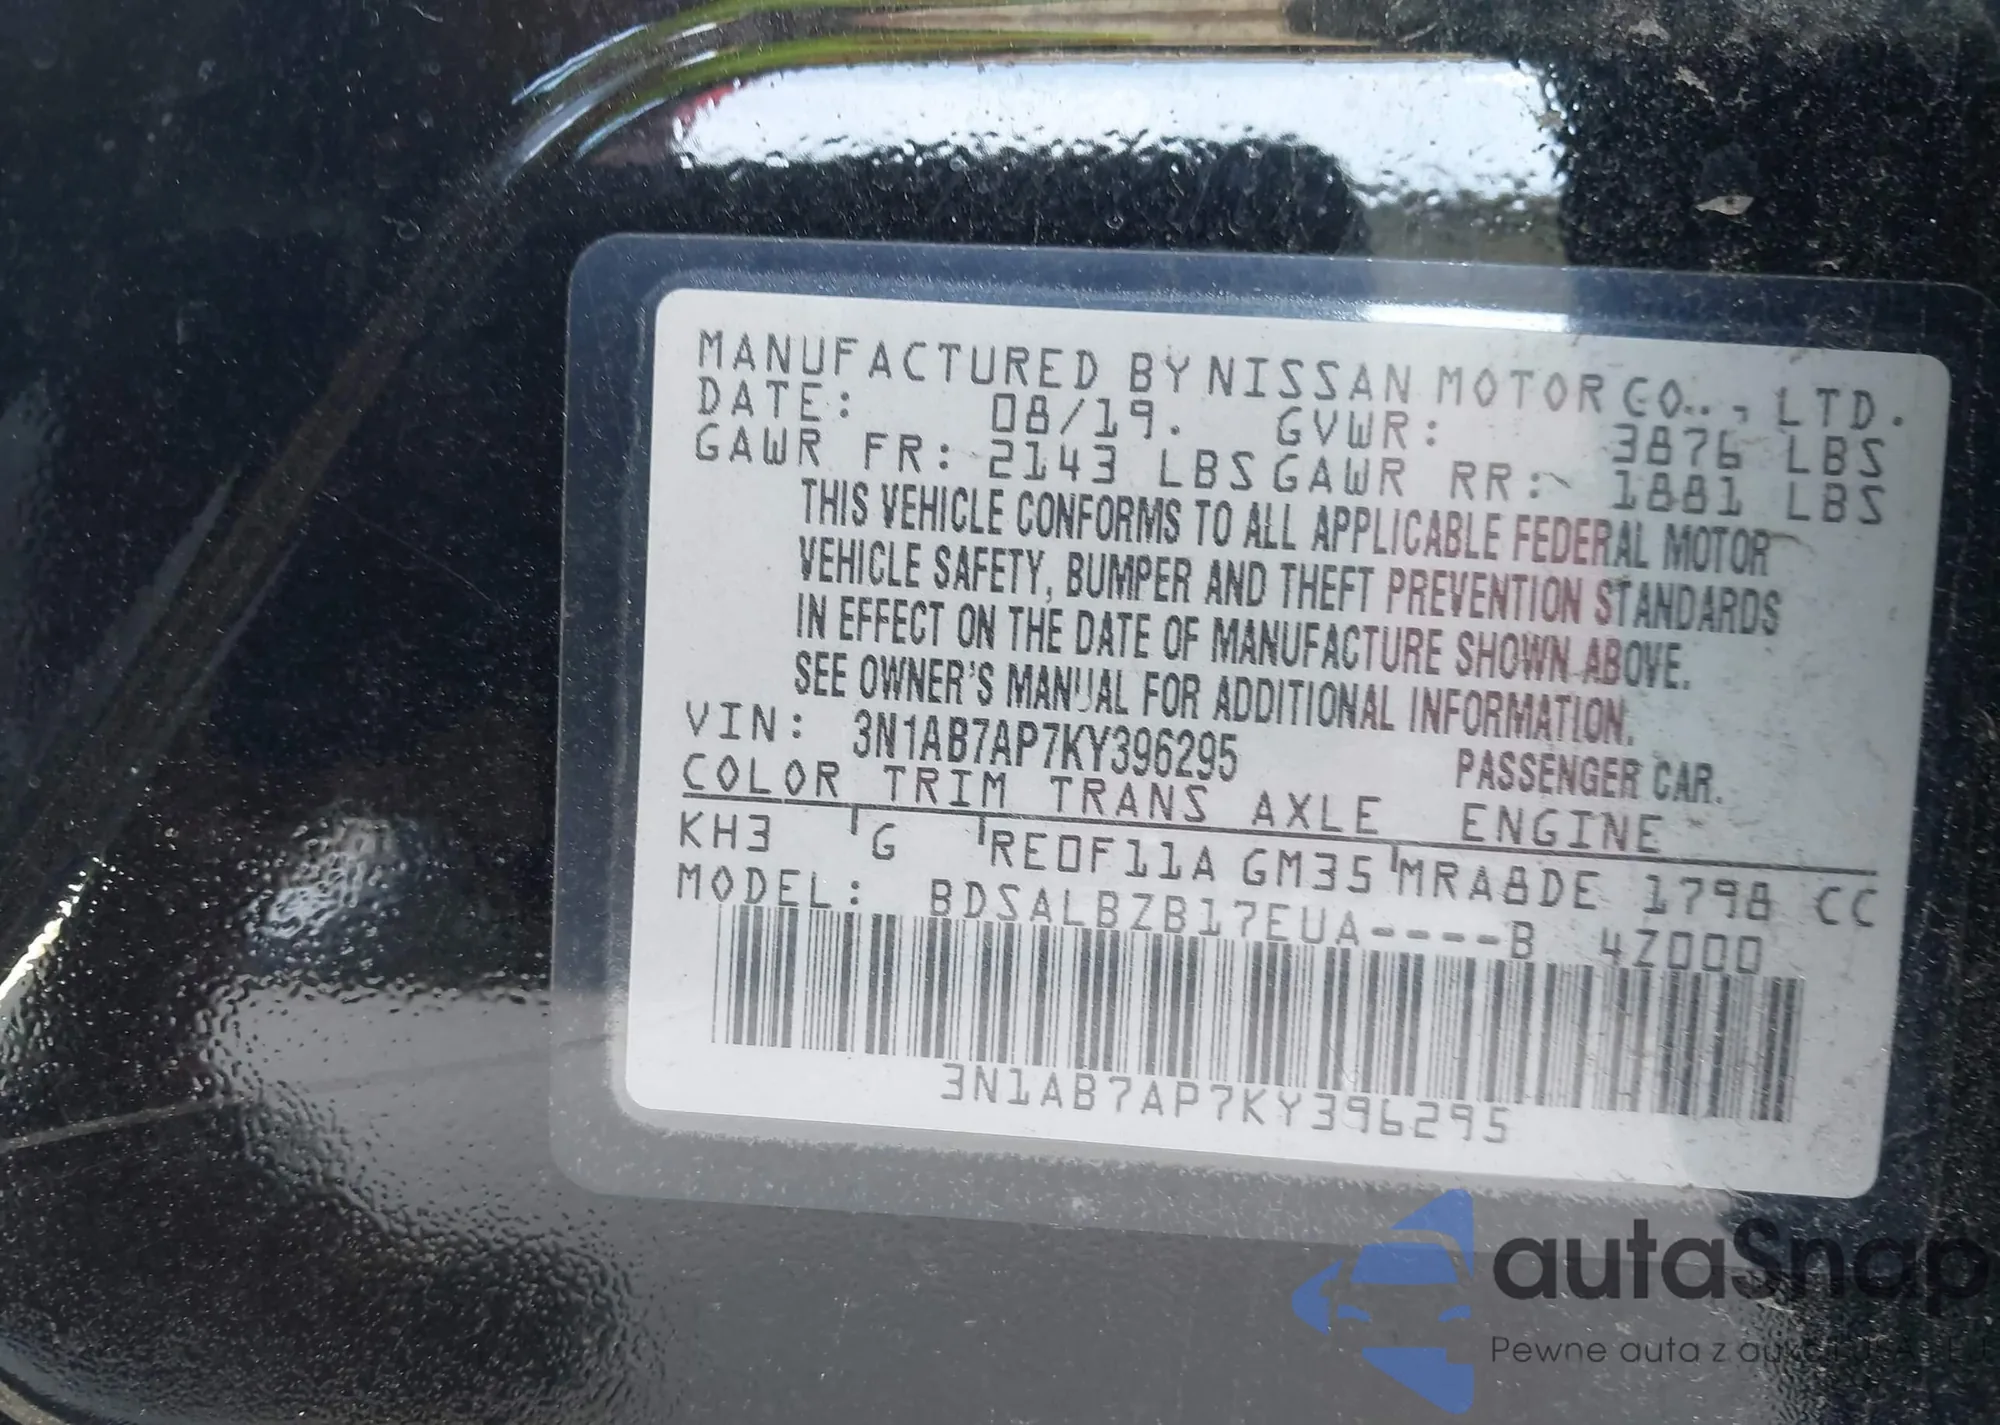 MANUFACTURED BY NISSAN MOTOR CO., LTD.
DATE: 08/19. GVWR: 3876 LBS
GAWR FR: 2143 LBS GAWR RR: 1881 LBS
THIS VEHICLE CONFORMS TO ALL APPLICABLE FEDERAL MOTOR
VEHICLE SAFETY, BUMPER AND THEFT PREVENTION STANDARDS
IN EFFECT ON THE DATE OF MANUFACTURE SHOWN ABOVE.
SEE OWNER'S MANUAL FOR ADDITIONAL INFORMATION.
VIN: 3N1AB7AP7KY396295 PASSENGER CAR.
COLOR TRIM TRANS AXLE ENGINE
KH3 G RE0F11A GM35 MRA8DE 1798 CC
MODEL: BDSALBZB17EUA----B 4Z000
3N1AB7AP7KY396295
autaSnap
Pewne auta z